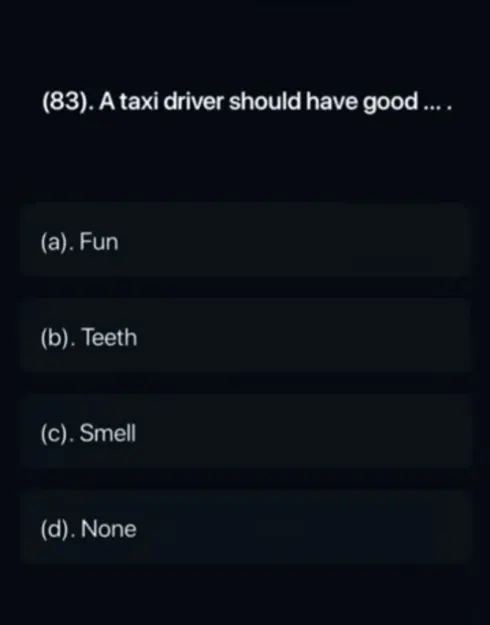 (83). A taxi driver should have good ... .
(a). Fun
(b). Teeth
(c). Smell
(d). None